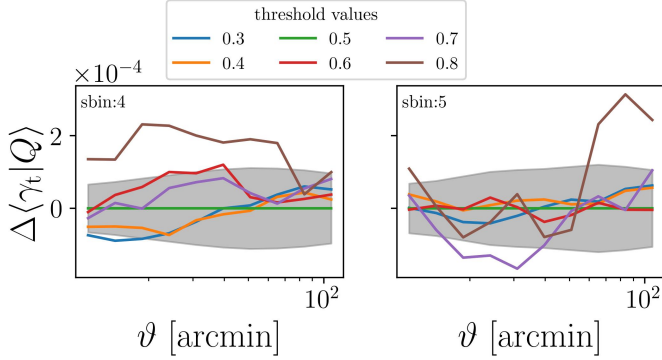 threshold values
0.3 0.5 0.7
0.4 0.6 0.8
×10⁻⁴
sbin:4 sbin:5
2
0
Δ⟨γₜ|Q⟩
10² 10²
ϑ [arcmin] ϑ [arcmin]